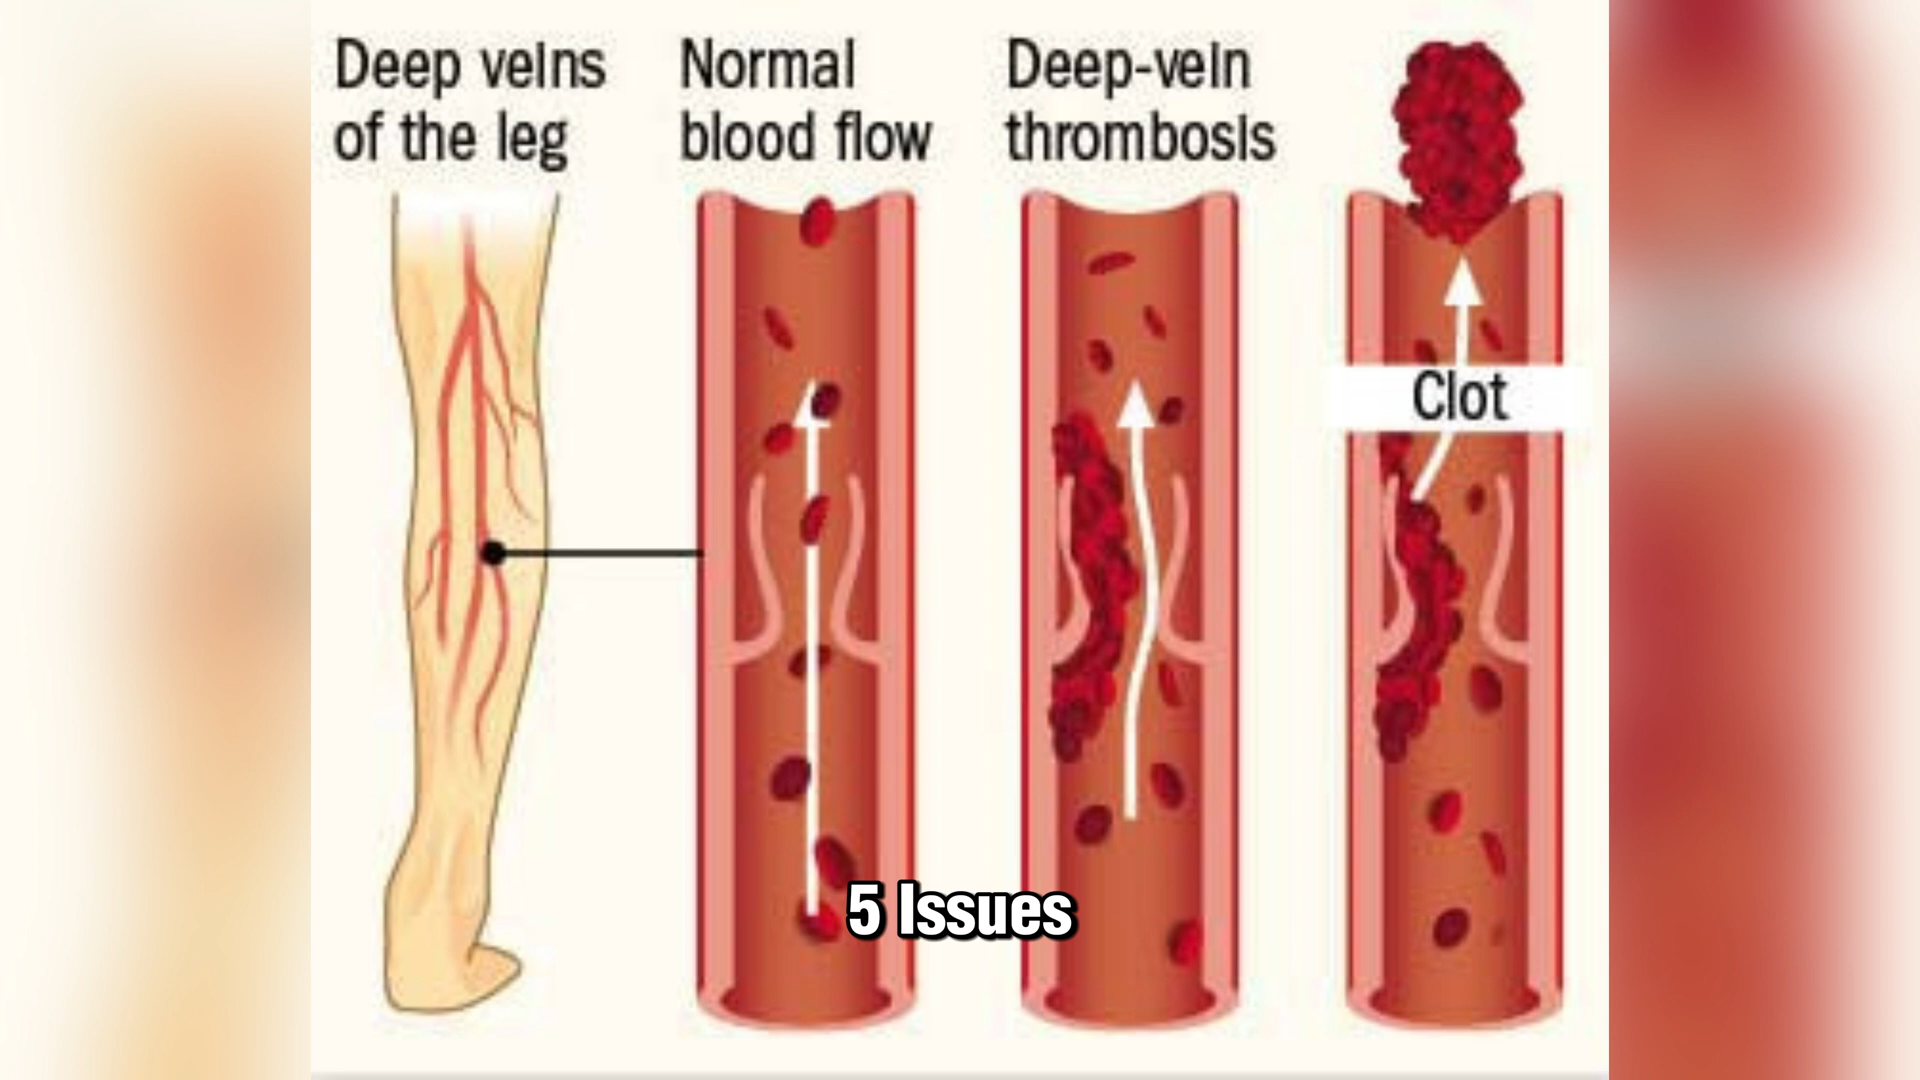 Deep veins
of the leg
Normal
blood flow
Deep-vein
thrombosis
Clot
5 Issues